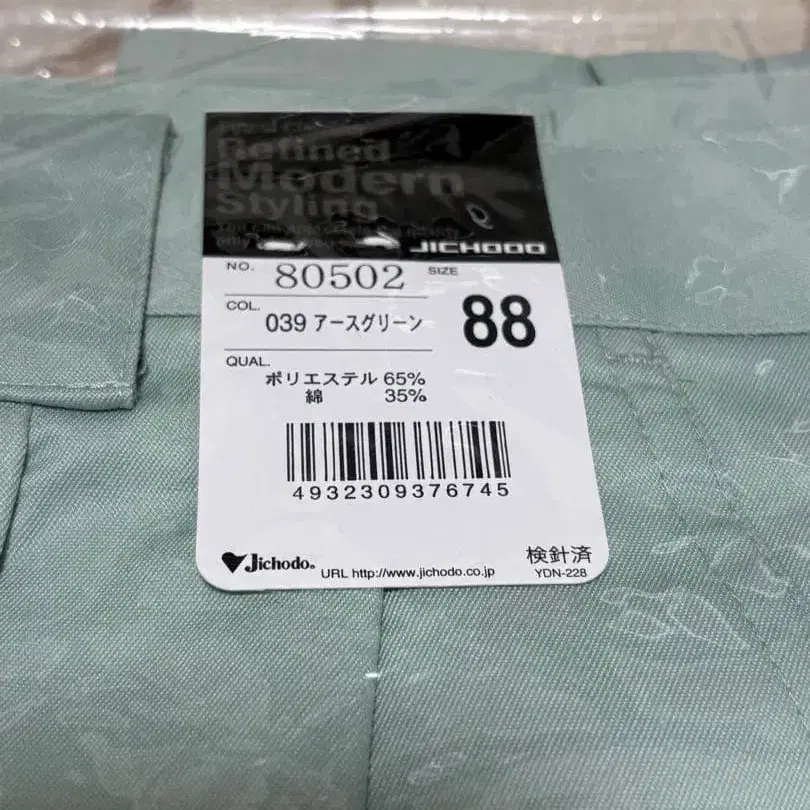 Refined
Modern
Styling
JICHODO
NO. 80502 SIZE 88
COL. 039 アースグリーン
QUAL.
ポリエステル 65%
綿 35%
4932309376745
Jichodo®
URL http://www.jichodo.co.jp
検針済
YDN-228